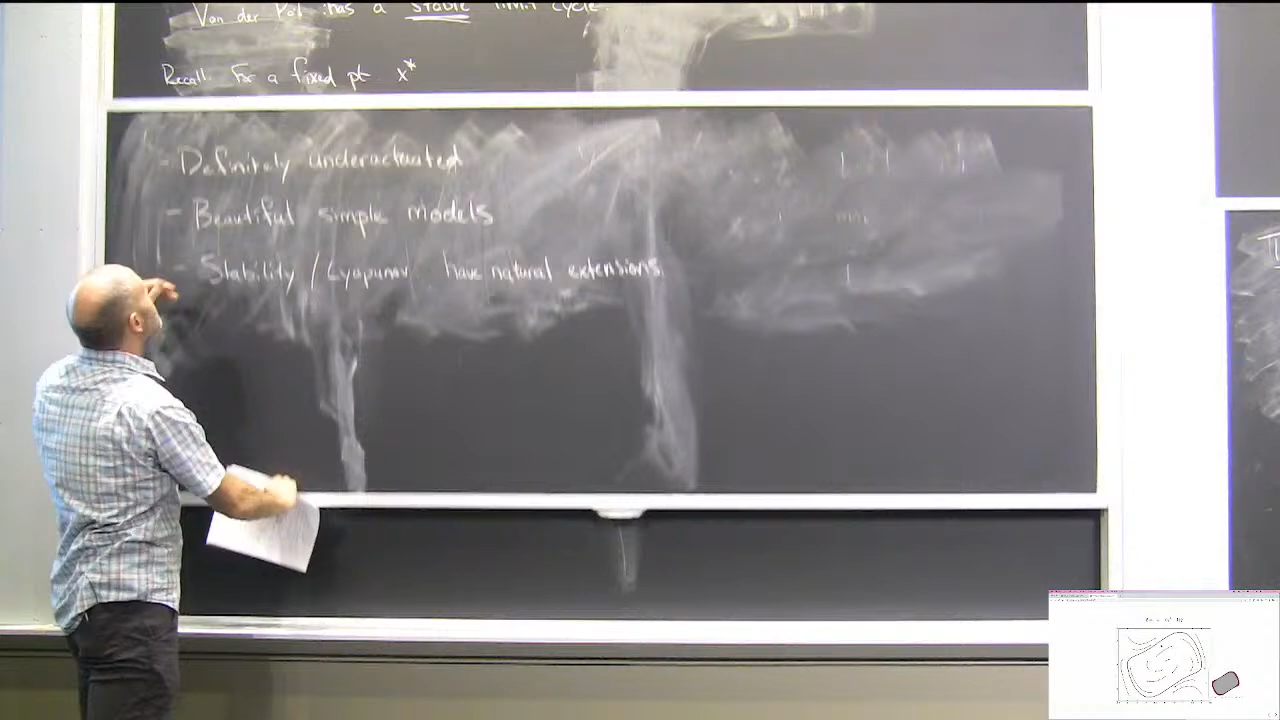 Van der Pol has a stable limit cycle.
Recall. For a fixed pt x*
- Definitely underactuated
- Beautiful simple models
- Stability / Lyapunov have natural extensions.